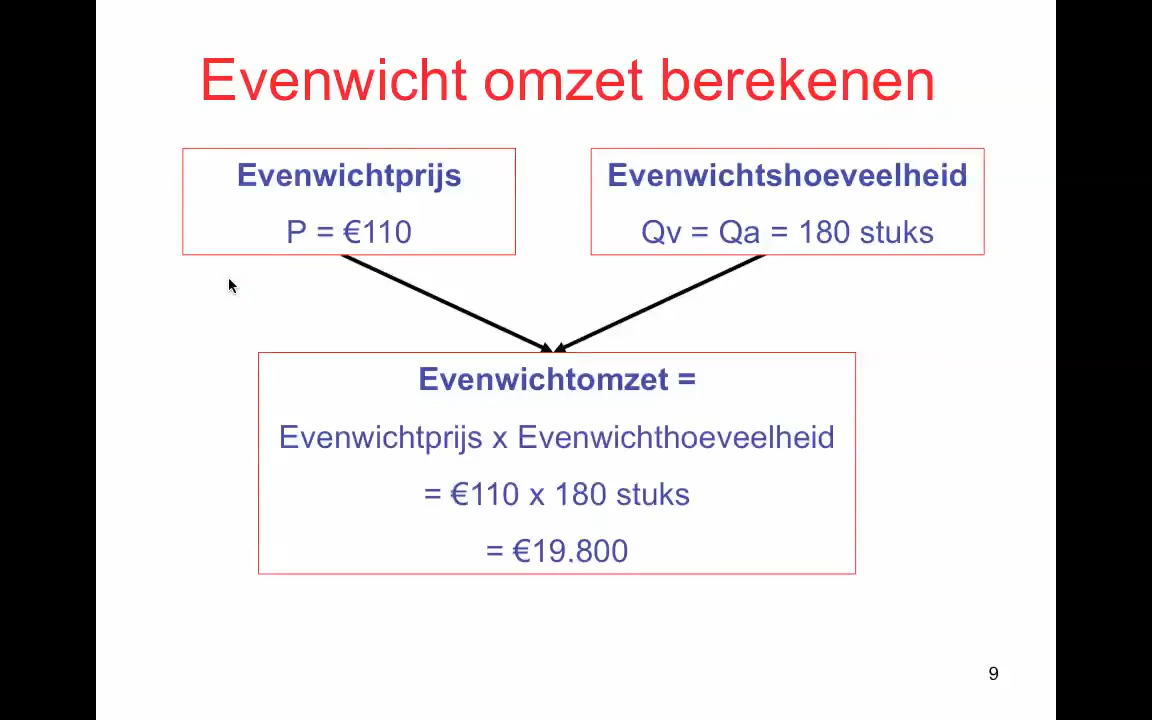 Evenwicht omzet berekenen
Evenwichtprijs
P = €110
Evenwichtshoeveelheid
Qv = Qa = 180 stuks
Evenwichtomzet =
Evenwichtprijs x Evenwichthoeveelheid
= €110 x 180 stuks
= €19.800
9